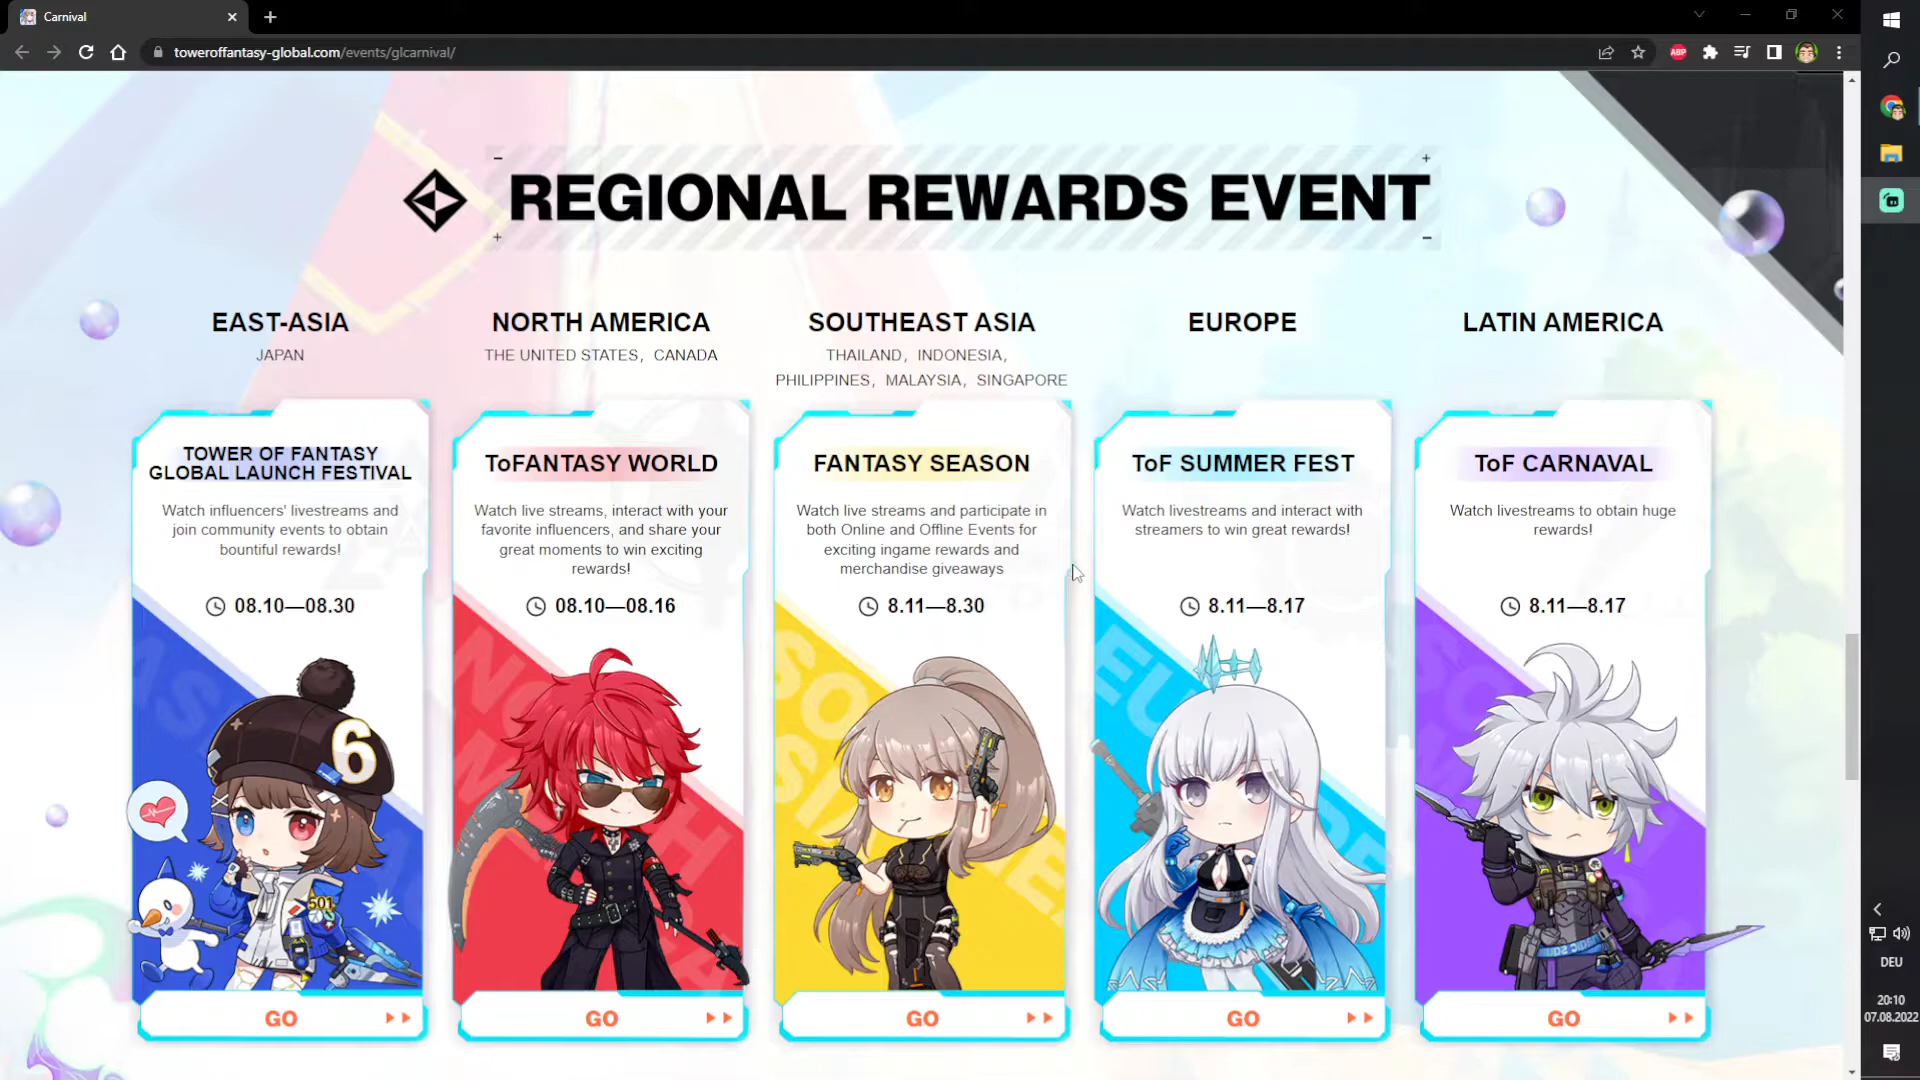 Carnival
toweroffantasy-global.com/events/glcarnival/
ABP
REGIONAL REWARDS EVENT
EAST-ASIA
JAPAN
TOWER OF FANTASY
GLOBAL LAUNCH FESTIVAL
Watch influencers' livestreams and
join community events to obtain
bountiful rewards!
08.10—08.30
6
501
GO
NORTH AMERICA
THE UNITED STATES, CANADA
ToFANTASY WORLD
Watch live streams, interact with your
favorite influencers, and share your
great moments to win exciting
rewards!
08.10—08.16
GO
SOUTHEAST ASIA
THAILAND, INDONESIA,
PHILIPPINES, MALAYSIA, SINGAPORE
FANTASY SEASON
Watch live streams and participate in
both Online and Offline Events for
exciting ingame rewards and
merchandise giveaways
8.11—8.30
GO
EUROPE
ToF SUMMER FEST
Watch livestreams and interact with
streamers to win great rewards!
8.11—8.17
GO
LATIN AMERICA
ToF CARNAVAL
Watch livestreams to obtain huge
rewards!
8.11—8.17
GO
DEU
20:10
07.08.2022